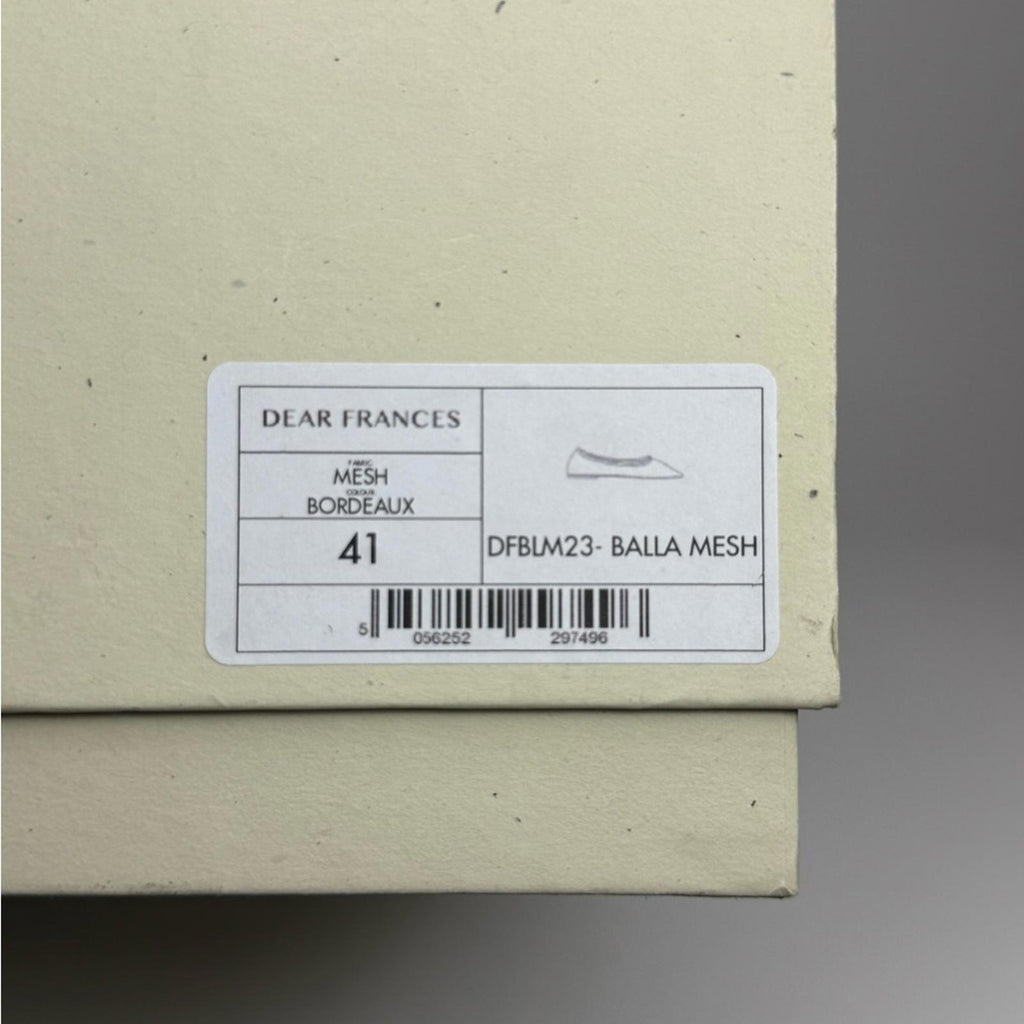 DEAR FRANCES
FABRIC
MESH
COLOUR
BORDEAUX
41
DFBLM23- BALLA MESH
5 056252 297496